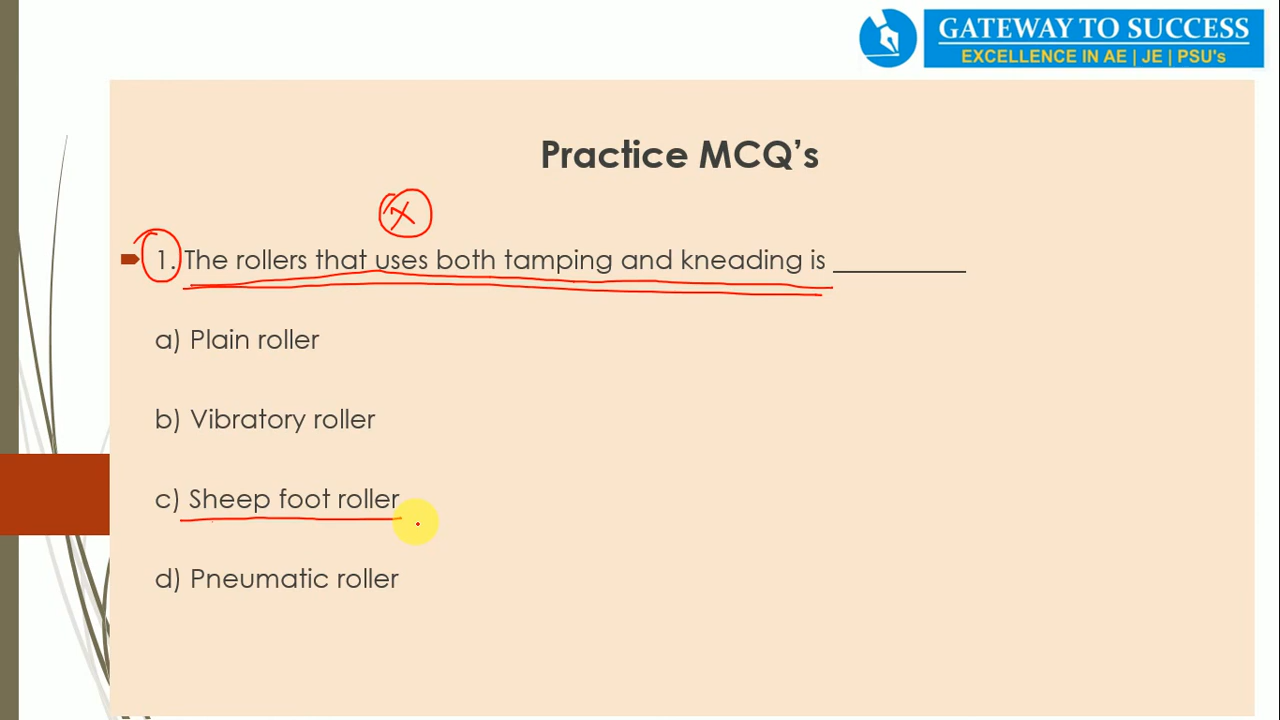 GATEWAY TO SUCCESS
EXCELLENCE IN AE | JE | PSU's
Practice MCQ’s
1. The rollers that uses both tamping and kneading is __________
a) Plain roller
b) Vibratory roller
c) Sheep foot roller
d) Pneumatic roller